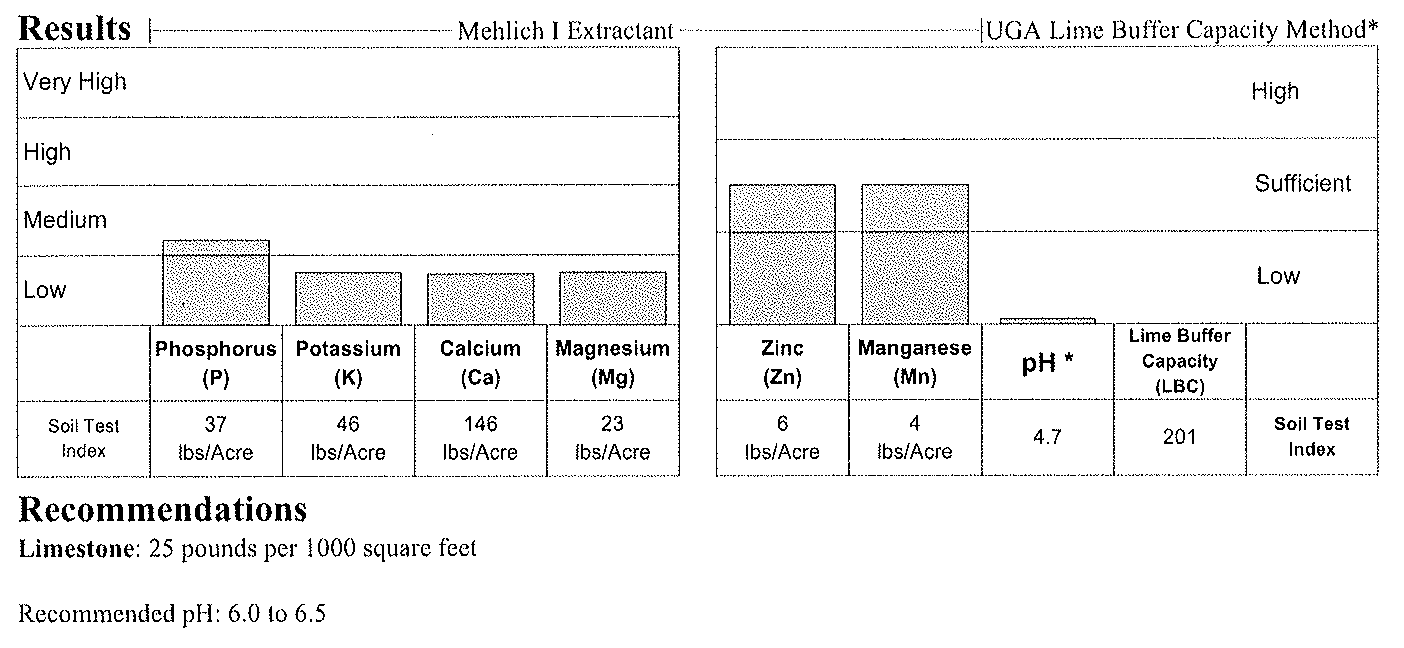 Results Mehlich I Extractant UGA Lime Buffer Capacity Method*
Very High
High
Medium
Low
High
Sufficient
Low
Phosphorus (P) Potassium (K) Calcium (Ca) Magnesium (Mg) Zinc (Zn) Manganese (Mn) pH * Lime Buffer Capacity (LBC)
Soil Test Index 37 lbs/Acre 46 lbs/Acre 146 lbs/Acre 23 lbs/Acre 6 lbs/Acre 4 lbs/Acre 4.7 201 Soil Test Index
Recommendations
Limestone: 25 pounds per 1000 square feet
Recommended pH: 6.0 to 6.5